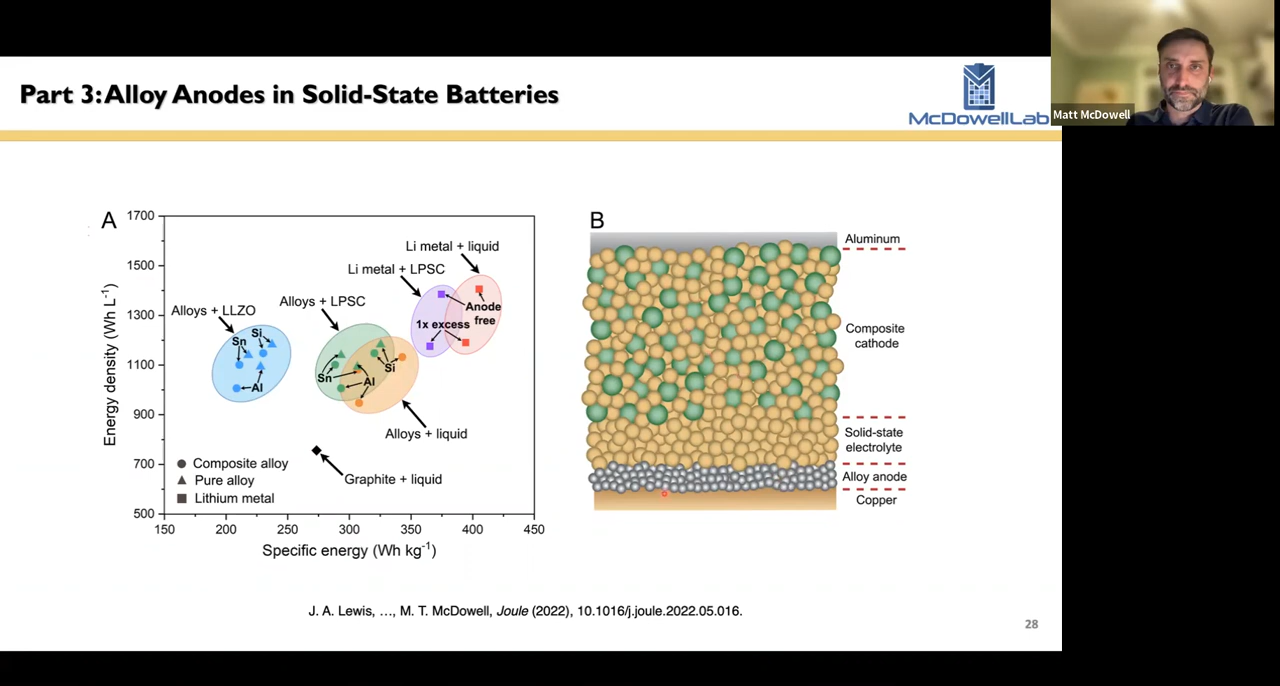 Part 3: Alloy Anodes in Solid-State Batteries
McDowellLab
Matt McDowell
A
1700
1500
1300
1100
900
700
500
Energy density (Wh L⁻¹)
150
200
250
300
350
400
450
Specific energy (Wh kg⁻¹)
Li metal + liquid
Li metal + LPSC
Alloys + LPSC
Alloys + LLZO
Anode
free
1x excess
Si
Sn
Al
Sn
Al
Si
Alloys + liquid
Graphite + liquid
Composite alloy
Pure alloy
Lithium metal
B
Aluminum
Composite
cathode
Solid-state
electrolyte
Alloy anode
Copper
J. A. Lewis, …, M. T. McDowell, Joule (2022), 10.1016/j.joule.2022.05.016.
28